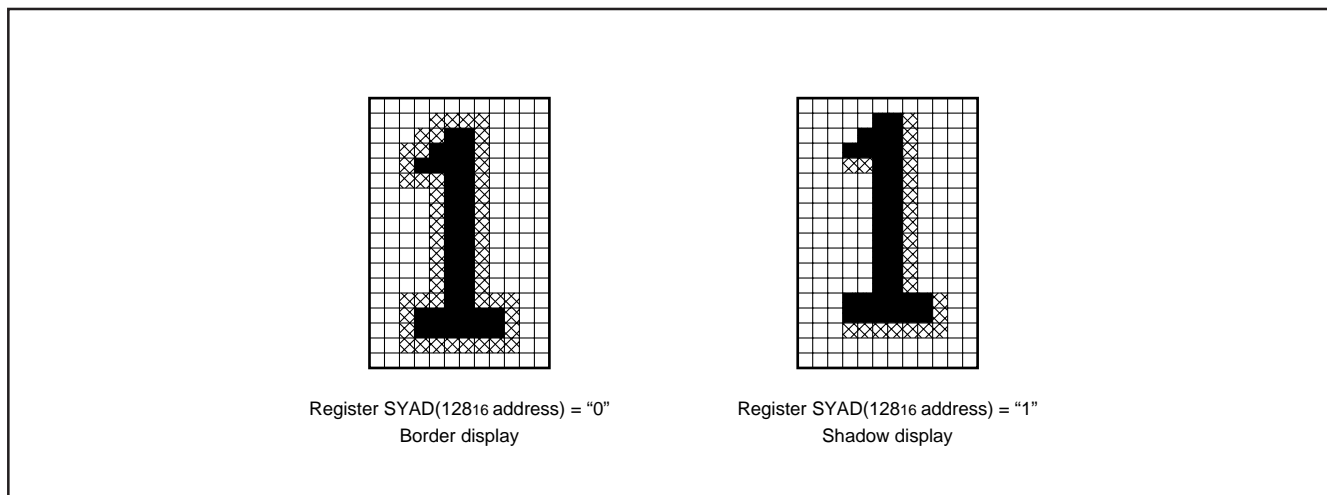 Register SYAD(12816 address) = “0”
Border display
Register SYAD(12816 address) = “1”
Shadow display